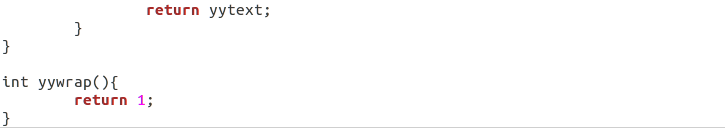 return yytext;
}
}
int yywrap(){
return 1;
}